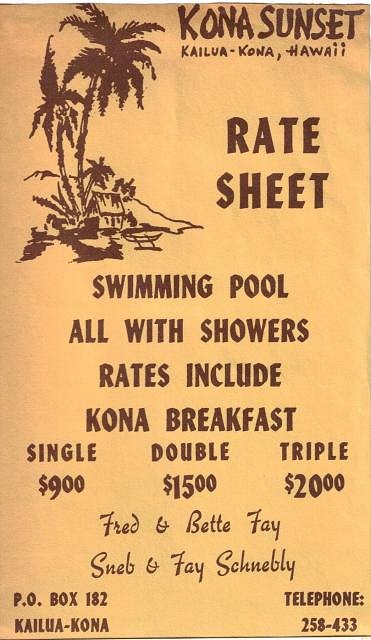 KONA SUNSET
KAILUA-KONA, HAWAii
RATE
SHEET
SWIMMING POOL
ALL WITH SHOWERS
RATES INCLUDE
KONA BREAKFAST
SINGLE DOUBLE TRIPLE
$900 $1500 $2000
Fred & Bette Fay
Sneb & Fay Schnebly
P.O. BOX 182 TELEPHONE:
KAILUA-KONA 258-433